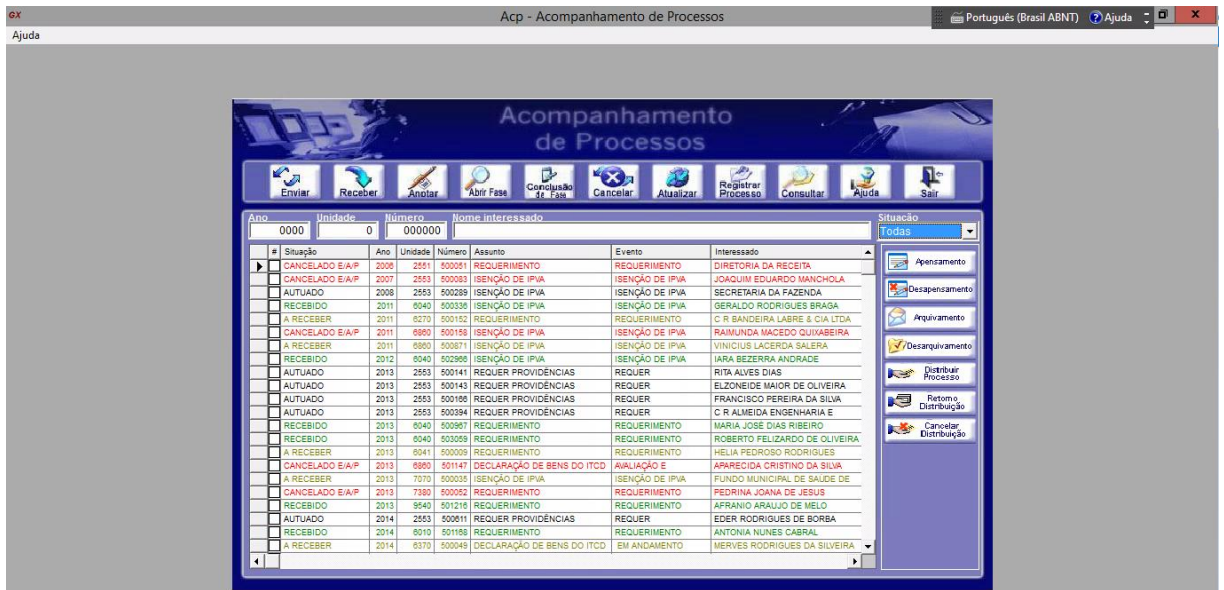 GX Acp - Acompanhamento de Processos Português (Brasil ABNT) Ajuda
Ajuda
Acompanhamento
de Processos
Enviar Receber Anotar Abrir Fase Conclusão de Fase Cancelar Atualizar Registrar Processo Consultar Ajuda Sair
Ano Unidade Número Nome interessado Situação
0000 0 000000 Todas
# Situação Ano Unidade Número Assunto Evento Interessado
CANCELADO E/A/P 2006 2551 500051 REQUERIMENTO REQUERIMENTO DIRETORIA DA RECEITA
CANCELADO E/A/P 2007 2553 500083 ISENÇÃO DE IPVA ISENÇÃO DE IPVA JOAQUIM EDUARDO MANCHOLA
AUTUADO 2008 2553 500289 ISENÇÃO DE IPVA ISENÇÃO DE IPVA SECRETARIA DA FAZENDA
RECEBIDO 2011 6040 500336 ISENÇÃO DE IPVA ISENÇÃO DE IPVA GERALDO RODRIGUES BRAGA
A RECEBER 2011 6270 500152 REQUERIMENTO REQUERIMENTO C R BANDEIRA LABRE & CIA LTDA
CANCELADO E/A/P 2011 6860 500158 ISENÇÃO DE IPVA ISENÇÃO DE IPVA RAIMUNDA MACEDO QUIXABEIRA
A RECEBER 2011 6860 500871 ISENÇÃO DE IPVA ISENÇÃO DE IPVA VINICIUS LACERDA SALERA
RECEBIDO 2012 6040 502966 ISENÇÃO DE IPVA ISENÇÃO DE IPVA IARA BEZERRA ANDRADE
AUTUADO 2013 2553 500141 REQUER PROVIDÊNCIAS REQUER RITA ALVES DIAS
AUTUADO 2013 2553 500143 REQUER PROVIDÊNCIAS REQUER ELZONEIDE MAIOR DE OLIVEIRA
AUTUADO 2013 2553 500166 REQUER PROVIDÊNCIAS REQUER FRANCISCO PEREIRA DA SILVA
AUTUADO 2013 2553 500394 REQUER PROVIDÊNCIAS REQUER C R ALMEIDA ENGENHARIA E
RECEBIDO 2013 6040 500967 REQUERIMENTO REQUERIMENTO MARIA JOSÉ DIAS RIBEIRO
RECEBIDO 2013 6040 503059 REQUERIMENTO REQUERIMENTO ROBERTO FELIZARDO DE OLIVEIRA
A RECEBER 2013 6041 500009 REQUERIMENTO REQUERIMENTO HELIA PEDROSO RODRIGUES
CANCELADO E/A/P 2013 6860 501147 DECLARAÇÃO DE BENS DO ITCD AVALIAÇÃO E APARECIDA CRISTINO DA SILVA
A RECEBER 2013 7070 500035 ISENÇÃO DE IPVA ISENÇÃO DE IPVA FUNDO MUNICIPAL DE SAUDE DE
CANCELADO E/A/P 2013 7380 500052 REQUERIMENTO REQUERIMENTO PEDRINA JOANA DE JESUS
RECEBIDO 2013 9540 501216 REQUERIMENTO REQUERIMENTO AFRANIO ARAUJO DE MELO
AUTUADO 2014 2553 500611 REQUER PROVIDÊNCIAS REQUER EDER RODRIGUES DE BORBA
RECEBIDO 2014 6010 501168 REQUERIMENTO REQUERIMENTO ANTONIA NUNES CABRAL
A RECEBER 2014 6370 500049 DECLARAÇÃO DE BENS DO ITCD EM ANDAMENTO MERVES RODRIGUES DA SILVEIRA
Apensamento
Desapensamento
Arquivamento
Desarquivamento
Distribuir
Processo
Retorno
Distribuição
Cancelar
Distribuição